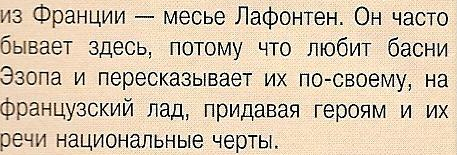 из Франции — месье Лафонтен. Он часто
бывает здесь, потому что любит басни
Эзопа и пересказывает их по-своему, на
французский лад, придавая героям и их
речи национальные черты.